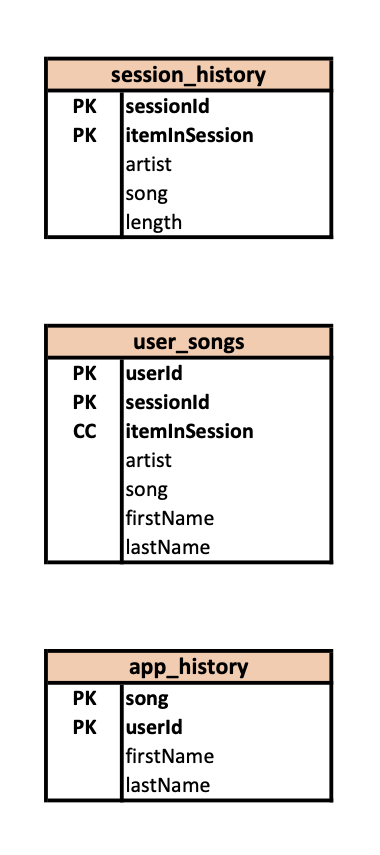 session_history
PK sessionId
PK itemInSession
artist
song
length
user_songs
PK userId
PK sessionId
CC itemInSession
artist
song
firstName
lastName
app_history
PK song
PK userId
firstName
lastName